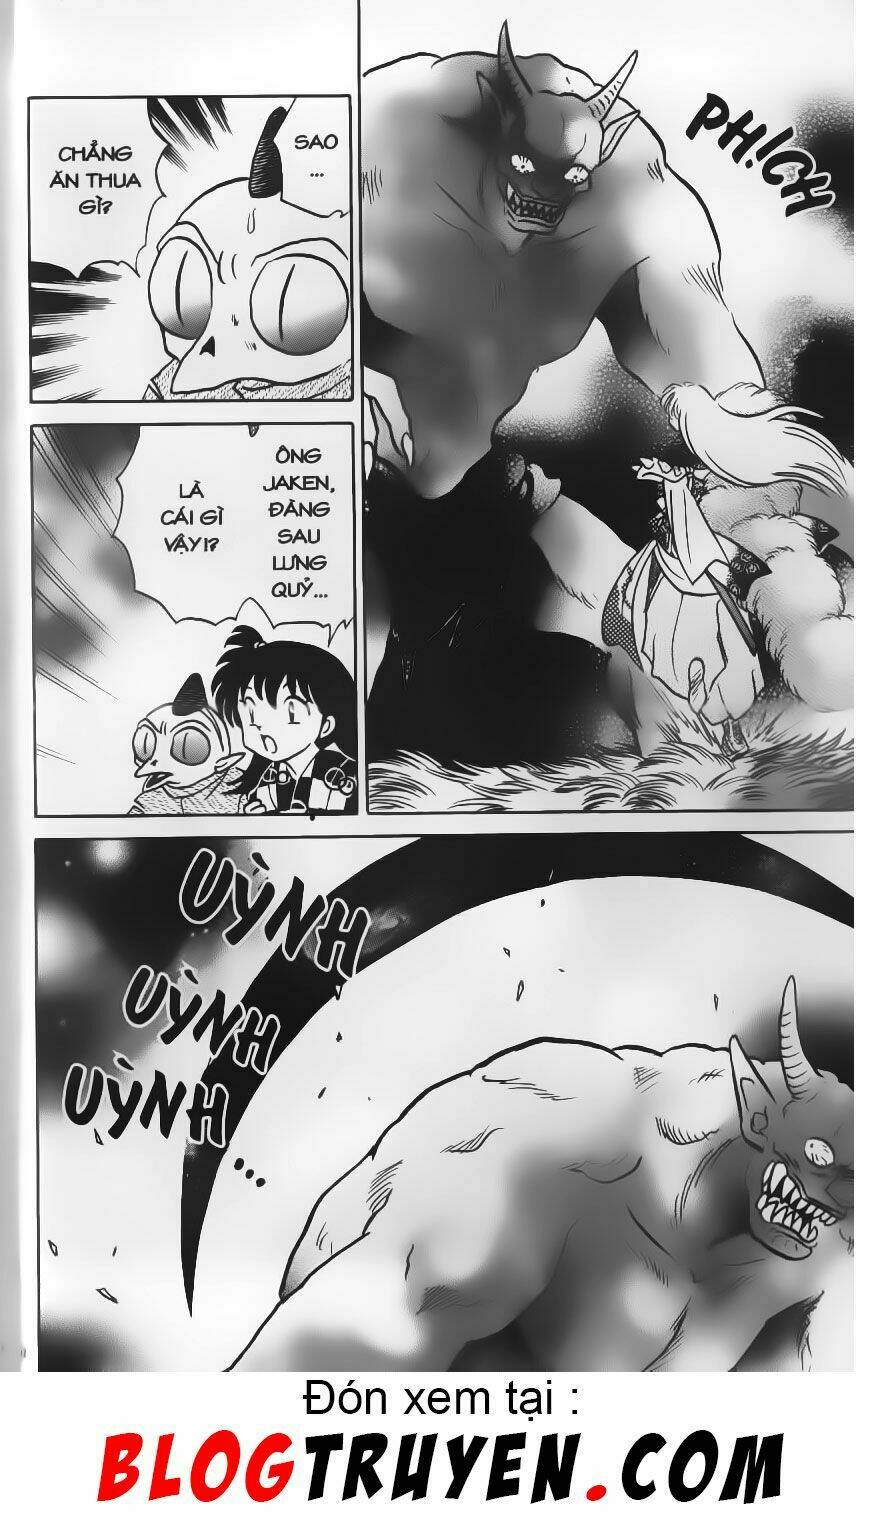 PHỊCH
SAO
...
CHẲNG
ĂN THUA
GÌ?
ÔNG
JAKEN,
ĐẰNG
SAU
LƯNG
QUỶ...
LÀ
CÁI GÌ
VẬY!?
UỲNH
UỲNH
UỲNH
...
Đón xem tại :
BLOGTRUYEN.COM